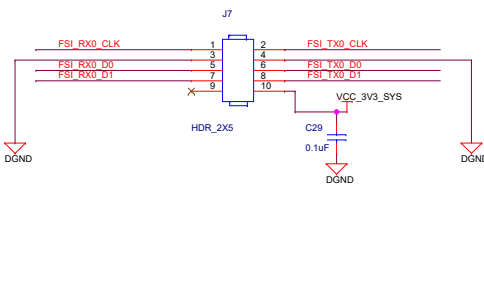 J7
FSI_RX0_CLK 1 2 FSI_TX0_CLK
3 4
FSI_RX0_D0 5 6 FSI_TX0_D0
FSI_RX0_D1 7 8 FSI_TX0_D1
9 10
VCC_3V3_SYS
HDR_2X5
C29
0.1uF
DGND
DGND
DGND